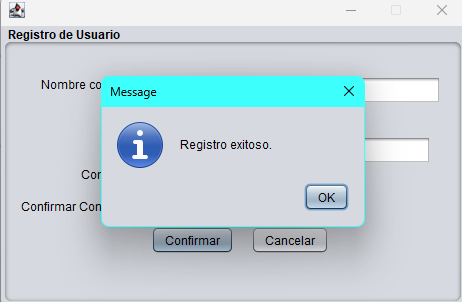 Registro de Usuario
Message
Nombre co
Registro exitoso.
Con
OK
Confirmar Con
Confirmar
Cancelar